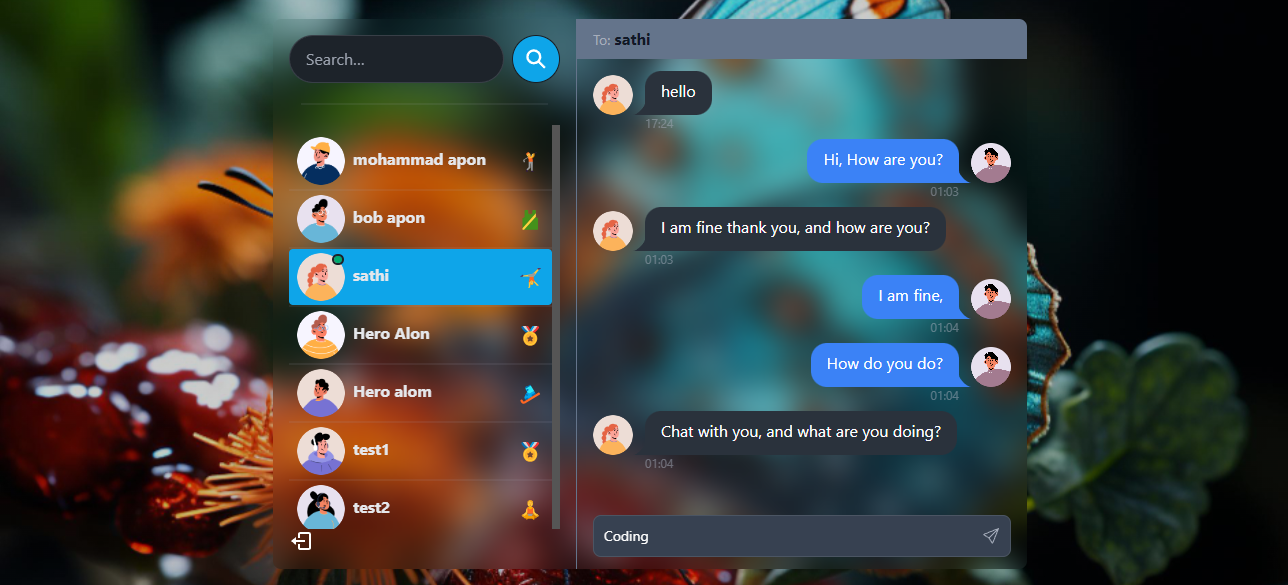 Search...
mohammad apon
bob apon
sathi
Hero Alon
Hero alom
test1
test2
To: sathi
hello
17:24
Hi, How are you?
01:03
I am fine thank you, and how are you?
01:03
I am fine,
01:04
How do you do?
01:04
Chat with you, and what are you doing?
01:04
Coding